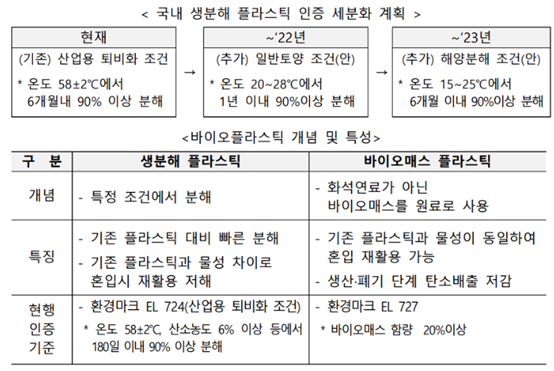 < 국내 생분해 플라스틱 인증 세분화 계획 >
현재
(기존) 산업용 퇴비화 조건
* 온도 58±2℃에서
6개월내 90% 이상 분해
→
~'22년
(추가) 일반토양 조건(안)
* 온도 20~28℃에서
1년 이내 90%이상 분해
→
~'23년
(추가) 해양분해 조건(안)
* 온도 15~25℃에서
6개월 이내 90%이상 분해
<바이오플라스틱 개념 및 특성>
구 분 생분해 플라스틱 바이오매스 플라스틱
개념
- 특정 조건에서 분해
- 화석연료가 아닌
바이오매스를 원료로 사용
특징
- 기존 플라스틱 대비 빠른 분해
- 기존 플라스틱과 물성 차이로
혼입시 재활용 저해
- 기존 플라스틱과 물성이 동일하여
혼입 재활용 가능
- 생산·폐기 단계 탄소배출 저감
현행
인증
기준
- 환경마크 EL 724(산업용 퇴비화 조건)
* 온도 58±2℃, 산소농도 6% 이상 등에서
180일 이내 90% 이상 분해
- 환경마크 EL 727
* 바이오매스 함량 20%이상